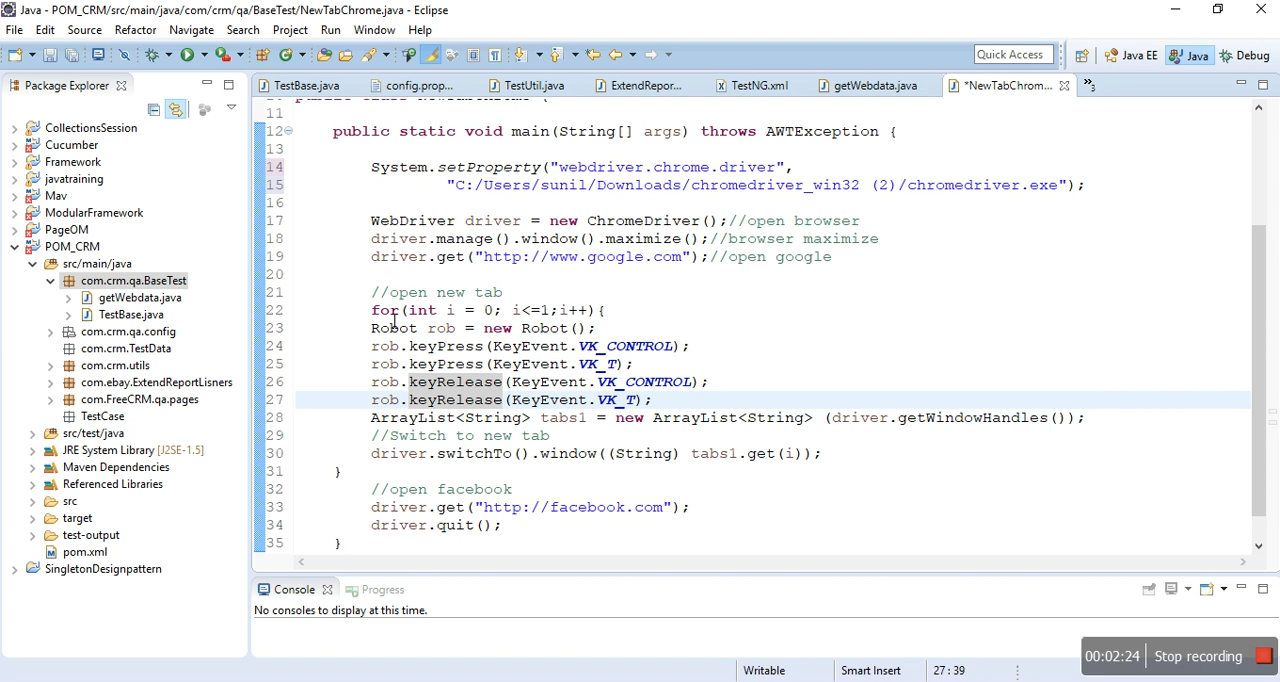 Java - POM_CRM/src/main/java/com/crm/qa/BaseTest/NewTabChrome.java - Eclipse
File Edit Source Refactor Navigate Search Project Run Window Help
Quick Access Java EE Java Debug
Package Explorer
TestBase.java config.prop... TestUtil.java ExtendRepor... TestNG.xml getWebdata.java *NewTabChrom... »3
CollectionsSession
Cucumber
Framework
javatraining
Mav
ModularFramework
PageOM
POM_CRM
src/main/java
com.crm.qa.BaseTest
getWebdata.java
TestBase.java
com.crm.qa.config
com.crm.TestData
com.crm.utils
com.ebay.ExtendReportLisners
com.FreeCRM.qa.pages
TestCase
src/test/java
JRE System Library [J2SE-1.5]
Maven Dependencies
Referenced Libraries
src
target
test-output
pom.xml
SingletonDesignpattern
11
12 public static void main(String[] args) throws AWTException {
13
14 System.setProperty("webdriver.chrome.driver",
15 "C:/Users/sunil/Downloads/chromedriver_win32 (2)/chromedriver.exe");
16
17 WebDriver driver = new ChromeDriver();//open browser
18 driver.manage().window().maximize();//browser maximize
19 driver.get("http://www.google.com");//open google
20
21 //open new tab
22 for(int i = 0; i<=1;i++){
23 Robot rob = new Robot();
24 rob.keyPress(KeyEvent.VK_CONTROL);
25 rob.keyPress(KeyEvent.VK_T);
26 rob.keyRelease(KeyEvent.VK_CONTROL);
27 rob.keyRelease(KeyEvent.VK_T);
28 ArrayList<String> tabs1 = new ArrayList<String> (driver.getWindowHandles());
29 //Switch to new tab
30 driver.switchTo().window((String) tabs1.get(i));
31 }
32 //open facebook
33 driver.get("http://facebook.com");
34 driver.quit();
35 }
Console Progress
No consoles to display at this time.
Writable Smart Insert 27 : 39
00:02:24 Stop recording